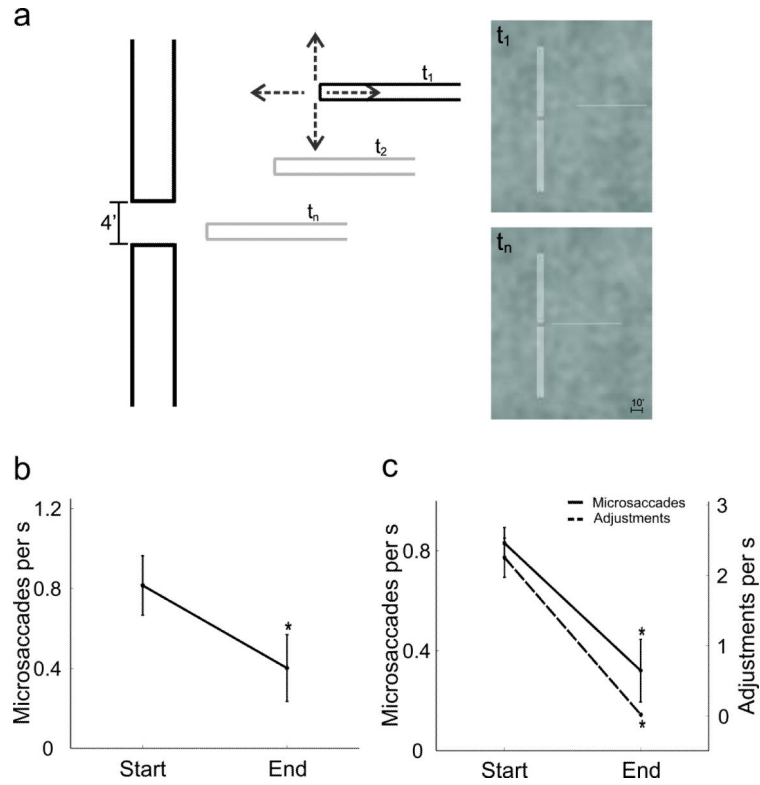 a
t1
t2
tn
4'
t1
tn
10'
b
Microsaccades per s
1.2
0.8
0.4
0
*
Start
End
c
Microsaccades
Adjustments
Microsaccades per s
0.8
0.4
0
*
*
3
2
1
0
Adjustments per s
Start
End